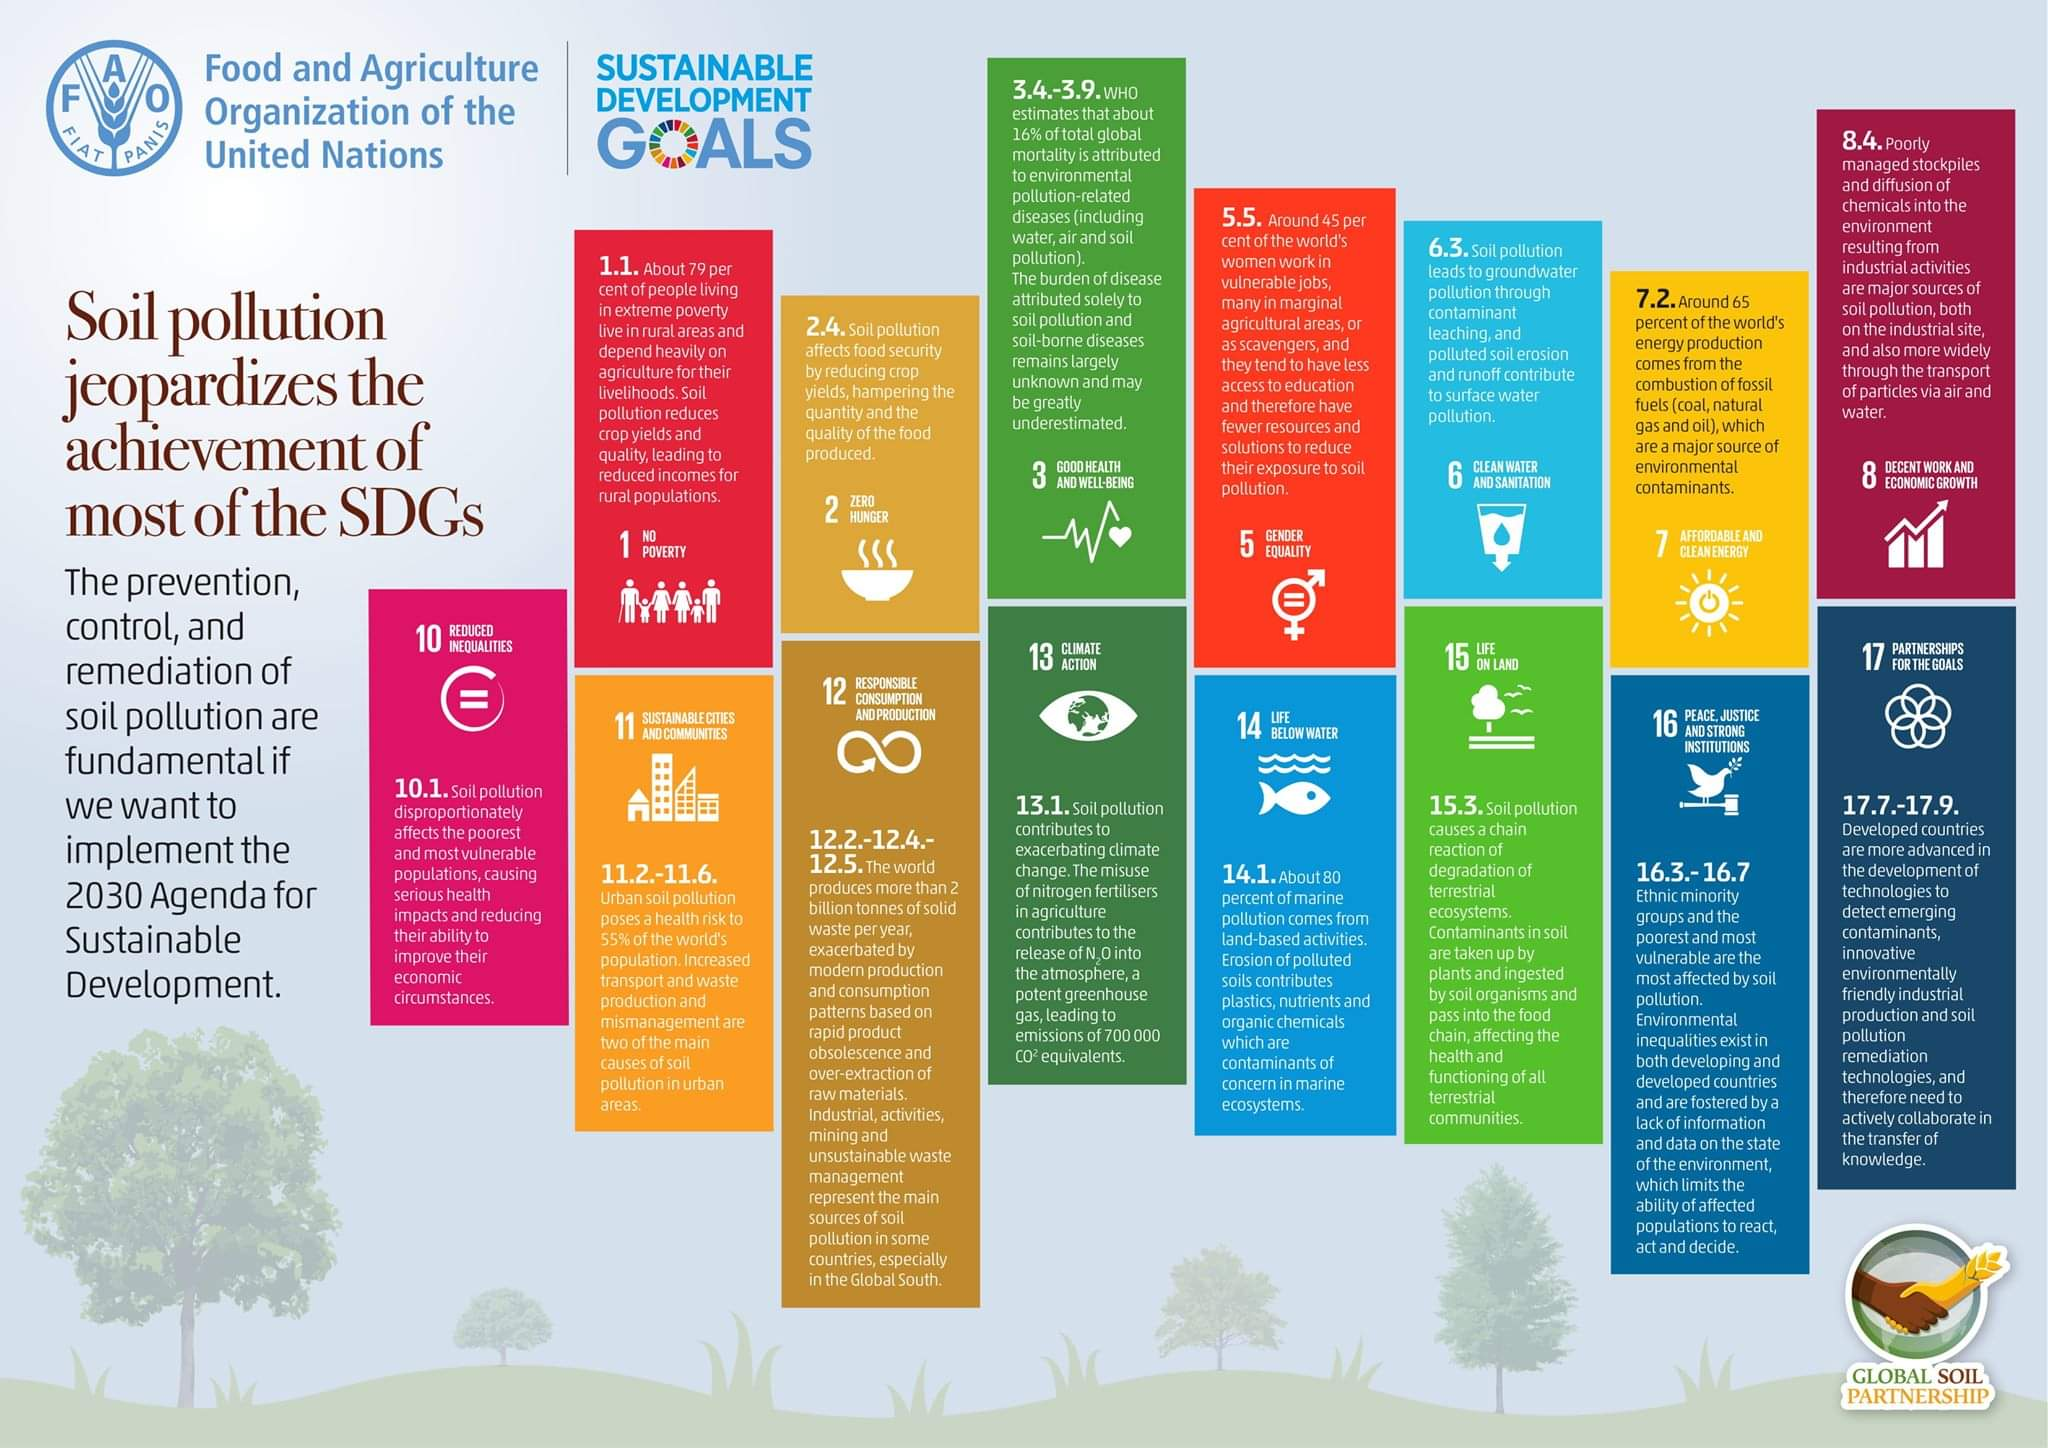 FAO
FIAT PANIS
Food and Agriculture
Organization of the
United Nations
SUSTAINABLE
DEVELOPMENT
GOALS
Soil pollution
jeopardizes the
achievement of
most of the SDGs
The prevention,
control, and
remediation of
soil pollution are
fundamental if
we want to
implement the
2030 Agenda for
Sustainable
Development.
1.1. About 79 per
cent of people living
in extreme poverty
live in rural areas and
depend heavily on
agriculture for their
livelihoods. Soil
pollution reduces
crop yields and
quality, leading to
reduced incomes for
rural populations.
1 NO
POVERTY
2.4. Soil pollution
affects food security
by reducing crop
yields, hampering the
quantity and the
quality of the food
produced.
2 ZERO
HUNGER
3.4.-3.9. WHO
estimates that about
16% of total global
mortality is attributed
to environmental
pollution-related
diseases (including
water, air and soil
pollution).
The burden of disease
attributed solely to
soil pollution and
soil-borne diseases
remains largely
unknown and may
be greatly
underestimated.
3 GOOD HEALTH
AND WELL-BEING
5.5. Around 45 per
cent of the world's
women work in
vulnerable jobs,
many in marginal
agricultural areas, or
as scavengers, and
they tend to have less
access to education
and therefore have
fewer resources and
solutions to reduce
their exposure to soil
pollution.
5 GENDER
EQUALITY
6.3. Soil pollution
leads to groundwater
pollution through
contaminant
leaching, and
polluted soil erosion
and runoff contribute
to surface water
pollution.
6 CLEAN WATER
AND SANITATION
7.2. Around 65
percent of the world's
energy production
comes from the
combustion of fossil
fuels (coal, natural
gas and oil), which
are a major source of
environmental
contaminants.
7 AFFORDABLE AND
CLEAN ENERGY
8.4. Poorly
managed stockpiles
and diffusion of
chemicals into the
environment
resulting from
industrial activities
are major sources of
soil pollution, both
on the industrial site,
and also more widely
through the transport
of particles via air and
water.
8 DECENT WORK AND
ECONOMIC GROWTH
10 REDUCED
INEQUALITIES
10.1. Soil pollution
disproportionately
affects the poorest
and most vulnerable
populations, causing
serious health
impacts and reducing
their ability to
improve their
economic
circumstances.
11 SUSTAINABLE CITIES
AND COMMUNITIES
11.2.-11.6.
Urban soil pollution
poses a health risk to
55% of the world's
population. Increased
transport and waste
production and
mismanagement are
two of the main
causes of soil
pollution in urban
areas.
12 RESPONSIBLE
CONSUMPTION
AND PRODUCTION
12.2.-12.4.-
12.5. The world
produces more than 2
billion tonnes of solid
waste per year,
exacerbated by
modern production
and consumption
patterns based on
rapid product
obsolescence and
over-extraction of
raw materials.
Industrial, activities,
mining and
unsustainable waste
management
represent the main
sources of soil
pollution in some
countries, especially
in the Global South.
13 CLIMATE
ACTION
13.1. Soil pollution
contributes to
exacerbating climate
change. The misuse
of nitrogen fertilisers
in agriculture
contributes to the
release of N₂O into
the atmosphere, a
potent greenhouse
gas, leading to
emissions of 700 000
CO² equivalents.
14 LIFE
BELOW WATER
14.1. About 80
percent of marine
pollution comes from
land-based activities.
Erosion of polluted
soils contributes
plastics, nutrients and
organic chemicals
which are
contaminants of
concern in marine
ecosystems.
15 LIFE
ON LAND
15.3. Soil pollution
causes a chain
reaction of
degradation of
terrestrial
ecosystems.
Contaminants in soil
are taken up by
plants and ingested
by soil organisms and
pass into the food
chain, affecting the
health and
functioning of all
terrestrial
communities.
16 PEACE, JUSTICE
AND STRONG
INSTITUTIONS
16.3.- 16.7
Ethnic minority
groups and the
poorest and most
vulnerable are the
most affected by soil
pollution.
Environmental
inequalities exist in
both developing and
developed countries
and are fostered by a
lack of information
and data on the state
of the environment,
which limits the
ability of affected
populations to react,
act and decide.
17 PARTNERSHIPS
FOR THE GOALS
17.7.-17.9.
Developed countries
are more advanced in
the development of
technologies to
detect emerging
contaminants,
innovative
environmentally
friendly industrial
production and soil
pollution
remediation
technologies, and
therefore need to
actively collaborate in
the transfer of
knowledge.
GLOBAL SOIL
PARTNERSHIP